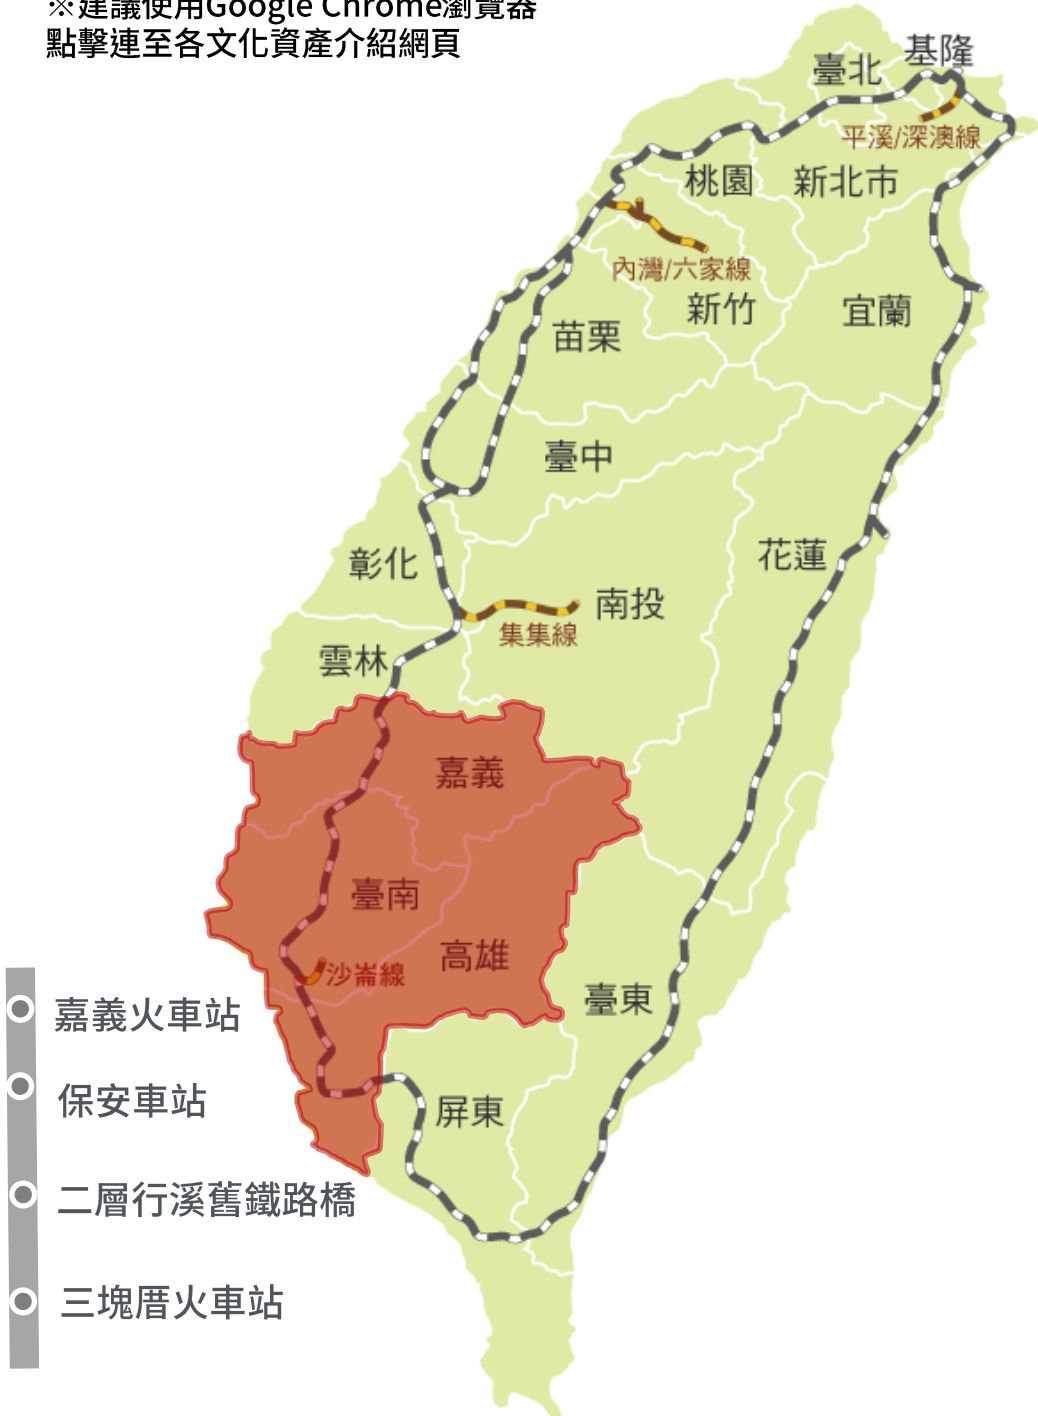 ※建議使用Google Chrome瀏覽器
點擊連至各文化資產介紹網頁
基隆
臺北
平溪/深澳線
桃園
新北市
內灣/六家線
新竹
宜蘭
苗栗
臺中
花蓮
彰化
南投
集集線
雲林
嘉義
臺南
高雄
沙崙線
臺東
屏東
嘉義火車站
保安車站
二層行溪舊鐵路橋
三塊厝火車站